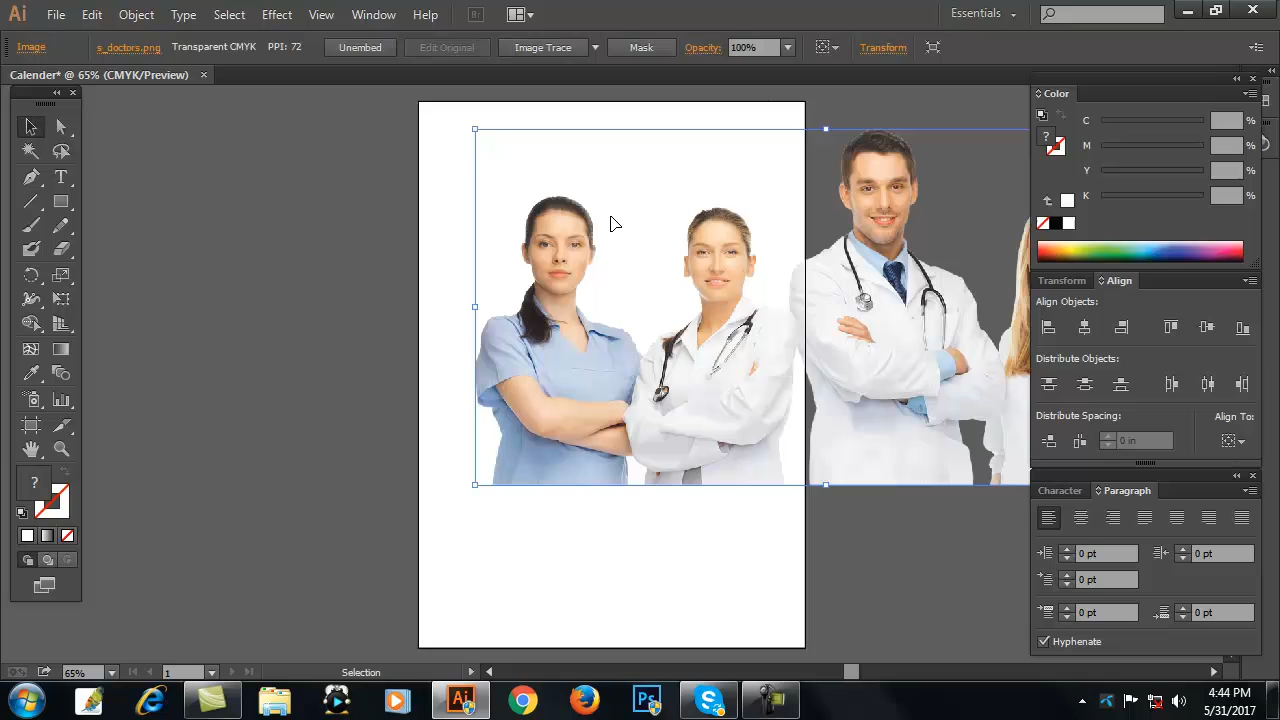 Ai File Edit Object Type Select Effect View Window Help Br Essentials
Image s_doctors.png Transparent CMYK PPI: 72 Unembed Edit Original Image Trace Mask Opacity: 100% Transform
Calender* @ 65% (CMYK/Preview)
Color
C %
M %
Y %
K %
?
Transform Align
Align Objects:
Distribute Objects:
Distribute Spacing: Align To:
0 in
Character Paragraph
0 pt 0 pt
0 pt
0 pt 0 pt
Hyphenate
T
?
65% 1 Selection
Ai Ps S
4:44 PM
5/31/2017